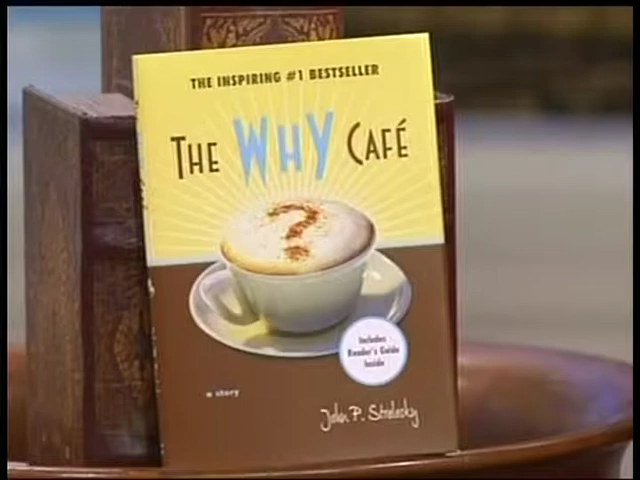 THE INSPIRING #1 BESTSELLER
THE WHY CAFÉ
?
Includes
Reader's Guide
Inside
a story
John P. Strelecky